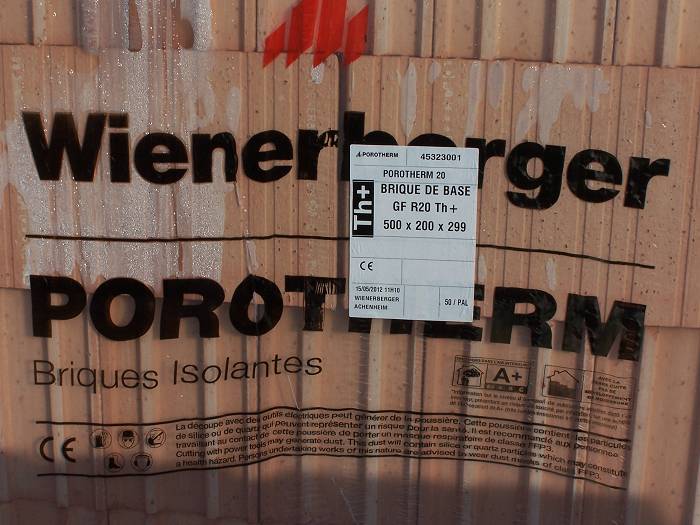 Wienerberger
POROTHERM 45323001
POROTHERM 20
Th+
BRIQUE DE BASE
GF R20 Th+
500 x 200 x 299
CE
15/05/2012 11H10
WIENERBERGER
ACHENHEIM
50 / PAL
POROTHERM
Briques Isolantes
A+
CE
La découpe avec des outils électriques peut générer de la poussière. Cette poussière contient des particules
de silice ou de quartz qui peuvent représenter un risque pour la santé. Il est recommandé aux personnes
travaillant au contact de cette poussière de porter un masque respiratoire de classe FFP3.
Cutting with power tools may generate dust. This dust will contain silica or quartz particles which may constitute
a health hazard. Persons undertaking works of this nature are advised to wear dust masks of class FFP3.